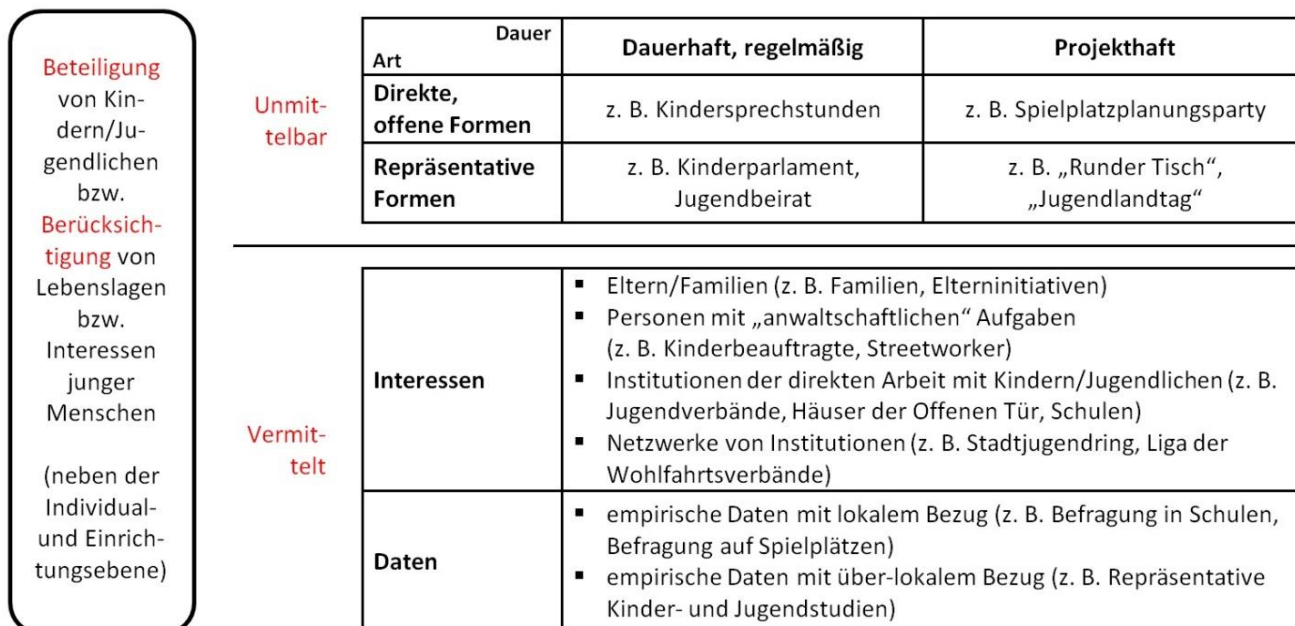 Beteiligung
von Kin-
dern/Ju-
gendlichen
bzw.
Berücksich-
tigung von
Lebenslagen
bzw.
Interessen
junger
Menschen
(neben der
Individual-
und Einrich-
tungsebene)
Unmit-
telbar
Dauer
Art
Dauerhaft, regelmäßig
Projekthaft
Direkte,
offene Formen
z. B. Kindersprechstunden
z. B. Spielplatzplanungsparty
Repräsentative
Formen
z. B. Kinderparlament,
Jugendbeirat
z. B. „Runder Tisch“,
„Jugendlandtag“
Vermit-
telt
Interessen
▪ Eltern/Familien (z. B. Familien, Elterninitiativen)
▪ Personen mit „anwaltschaftlichen“ Aufgaben
(z. B. Kinderbeauftragte, Streetworker)
▪ Institutionen der direkten Arbeit mit Kindern/Jugendlichen (z. B.
Jugendverbände, Häuser der Offenen Tür, Schulen)
▪ Netzwerke von Institutionen (z. B. Stadtjugendring, Liga der
Wohlfahrtsverbände)
Daten
▪ empirische Daten mit lokalem Bezug (z. B. Befragung in Schulen,
Befragung auf Spielplätzen)
▪ empirische Daten mit über-lokalem Bezug (z. B. Repräsentative
Kinder- und Jugendstudien)